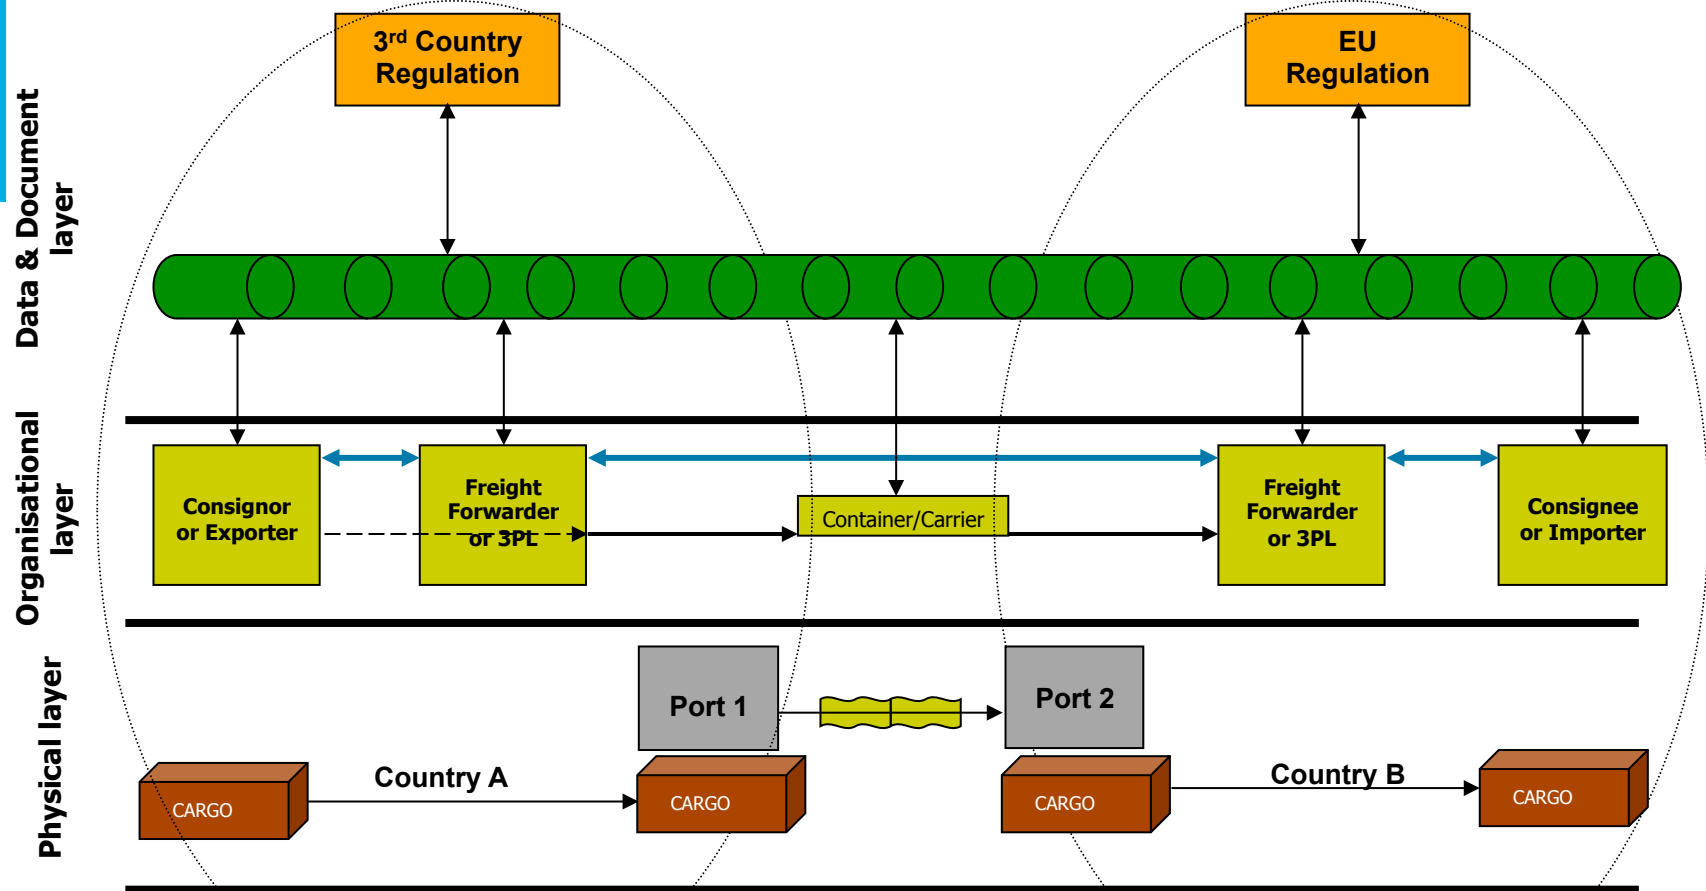 3rd Country
Regulation
EU
Regulation
Data & Document
layer
Organisational
layer
Consignor
or Exporter
Freight
Forwarder
or 3PL
Container/Carrier
Freight
Forwarder
or 3PL
Consignee
or Importer
Physical layer
Port 1
Port 2
Country A
Country B
CARGO
CARGO
CARGO
CARGO